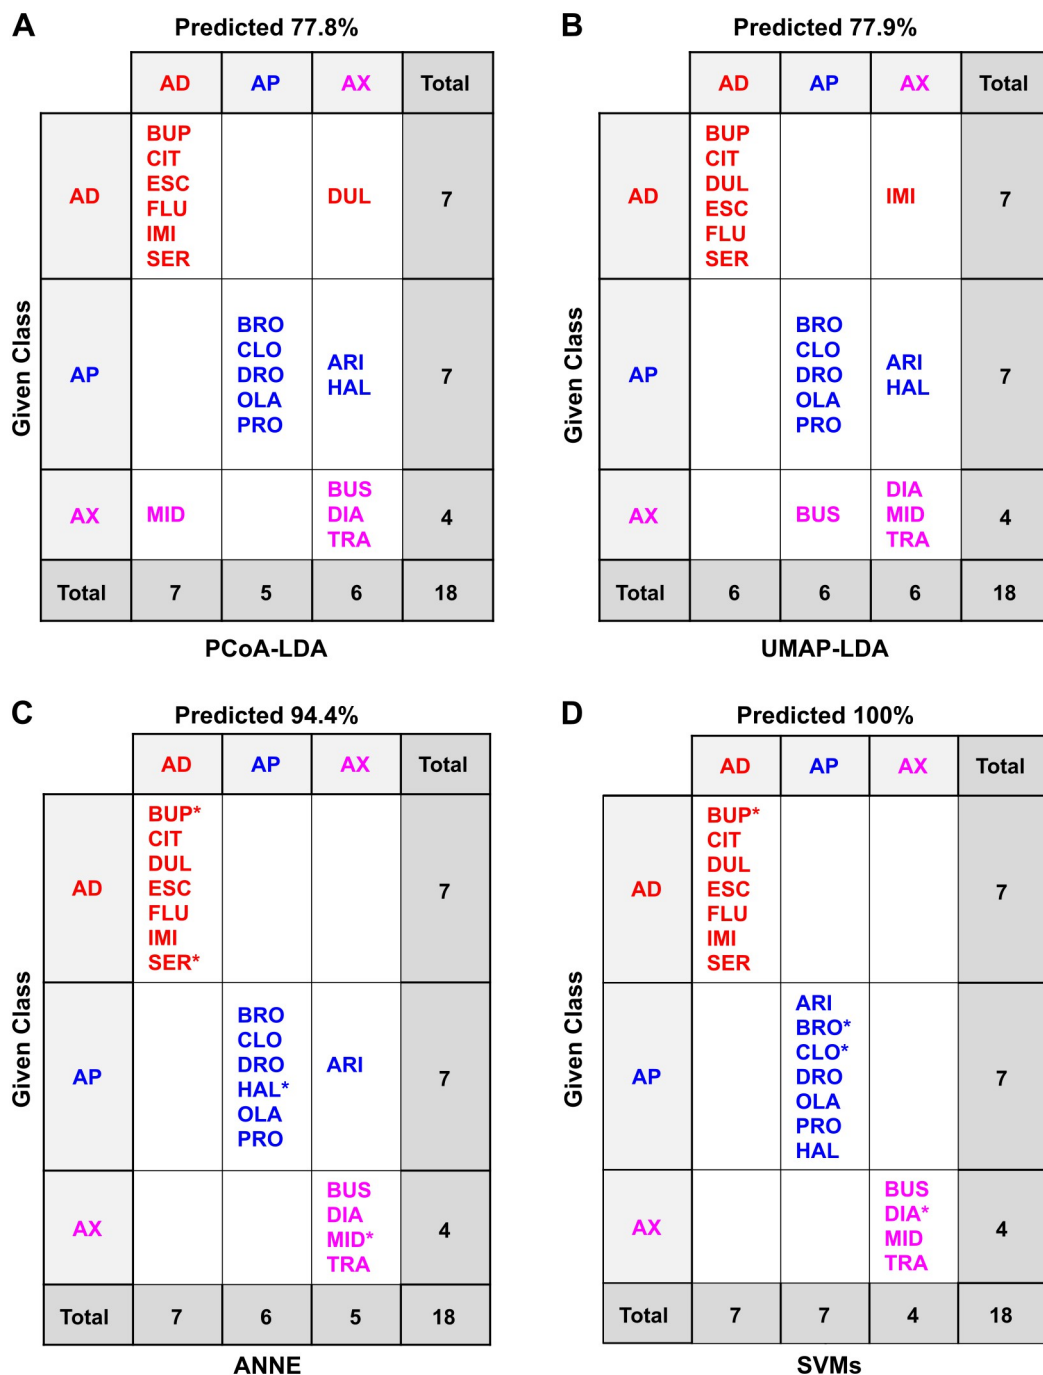 A
Predicted 77.8%
AD AP AX Total
Given Class
AD
BUP
CIT
ESC
FLU
IMI
SER
DUL
7
AP
BRO
CLO
DRO
OLA
PRO
ARI
HAL
7
AX
MID
BUS
DIA
TRA
4
Total 7 5 6 18
PCoA-LDA
B
Predicted 77.9%
AD AP AX Total
Given Class
AD
BUP
CIT
DUL
ESC
FLU
SER
IMI
7
AP
BRO
CLO
DRO
OLA
PRO
ARI
HAL
7
AX
BUS
DIA
MID
TRA
4
Total 6 6 6 18
UMAP-LDA
C
Predicted 94.4%
AD AP AX Total
Given Class
AD
BUP*
CIT
DUL
ESC
FLU
IMI
SER*
7
AP
BRO
CLO
DRO
HAL*
OLA
PRO
ARI
7
AX
BUS
DIA
MID*
TRA
4
Total 7 6 5 18
ANNE
D
Predicted 100%
AD AP AX Total
Given Class
AD
BUP*
CIT
DUL
ESC
FLU
IMI
SER
7
AP
ARI
BRO*
CLO*
DRO
OLA
PRO
HAL
7
AX
BUS
DIA*
MID
TRA
4
Total 7 7 4 18
SVMs